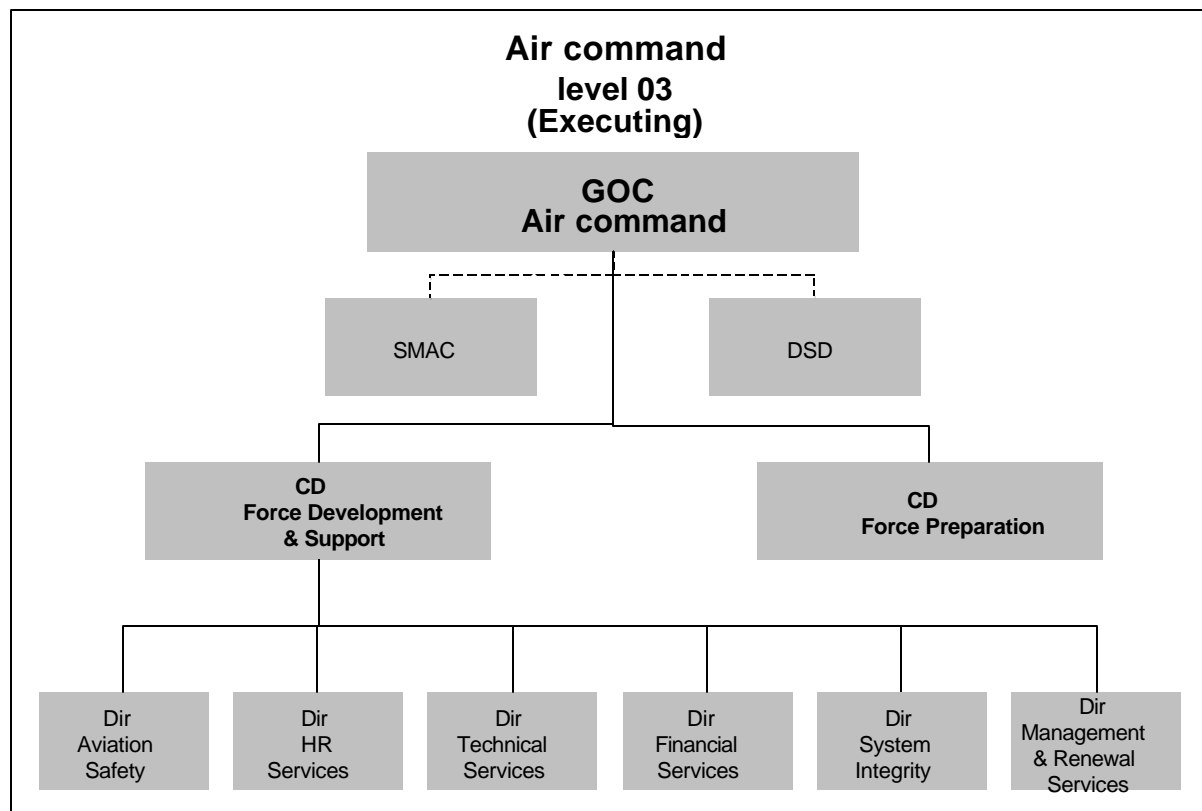 Air command
level 03
(Executing)
GOC
Air command
SMAC
DSD
CD
Force Development
& Support
CD
Force Preparation
Dir
Aviation
Safety
Dir
HR
Services
Dir
Technical
Services
Dir
Financial
Services
Dir
System
Integrity
Dir
Management
& Renewal
Services